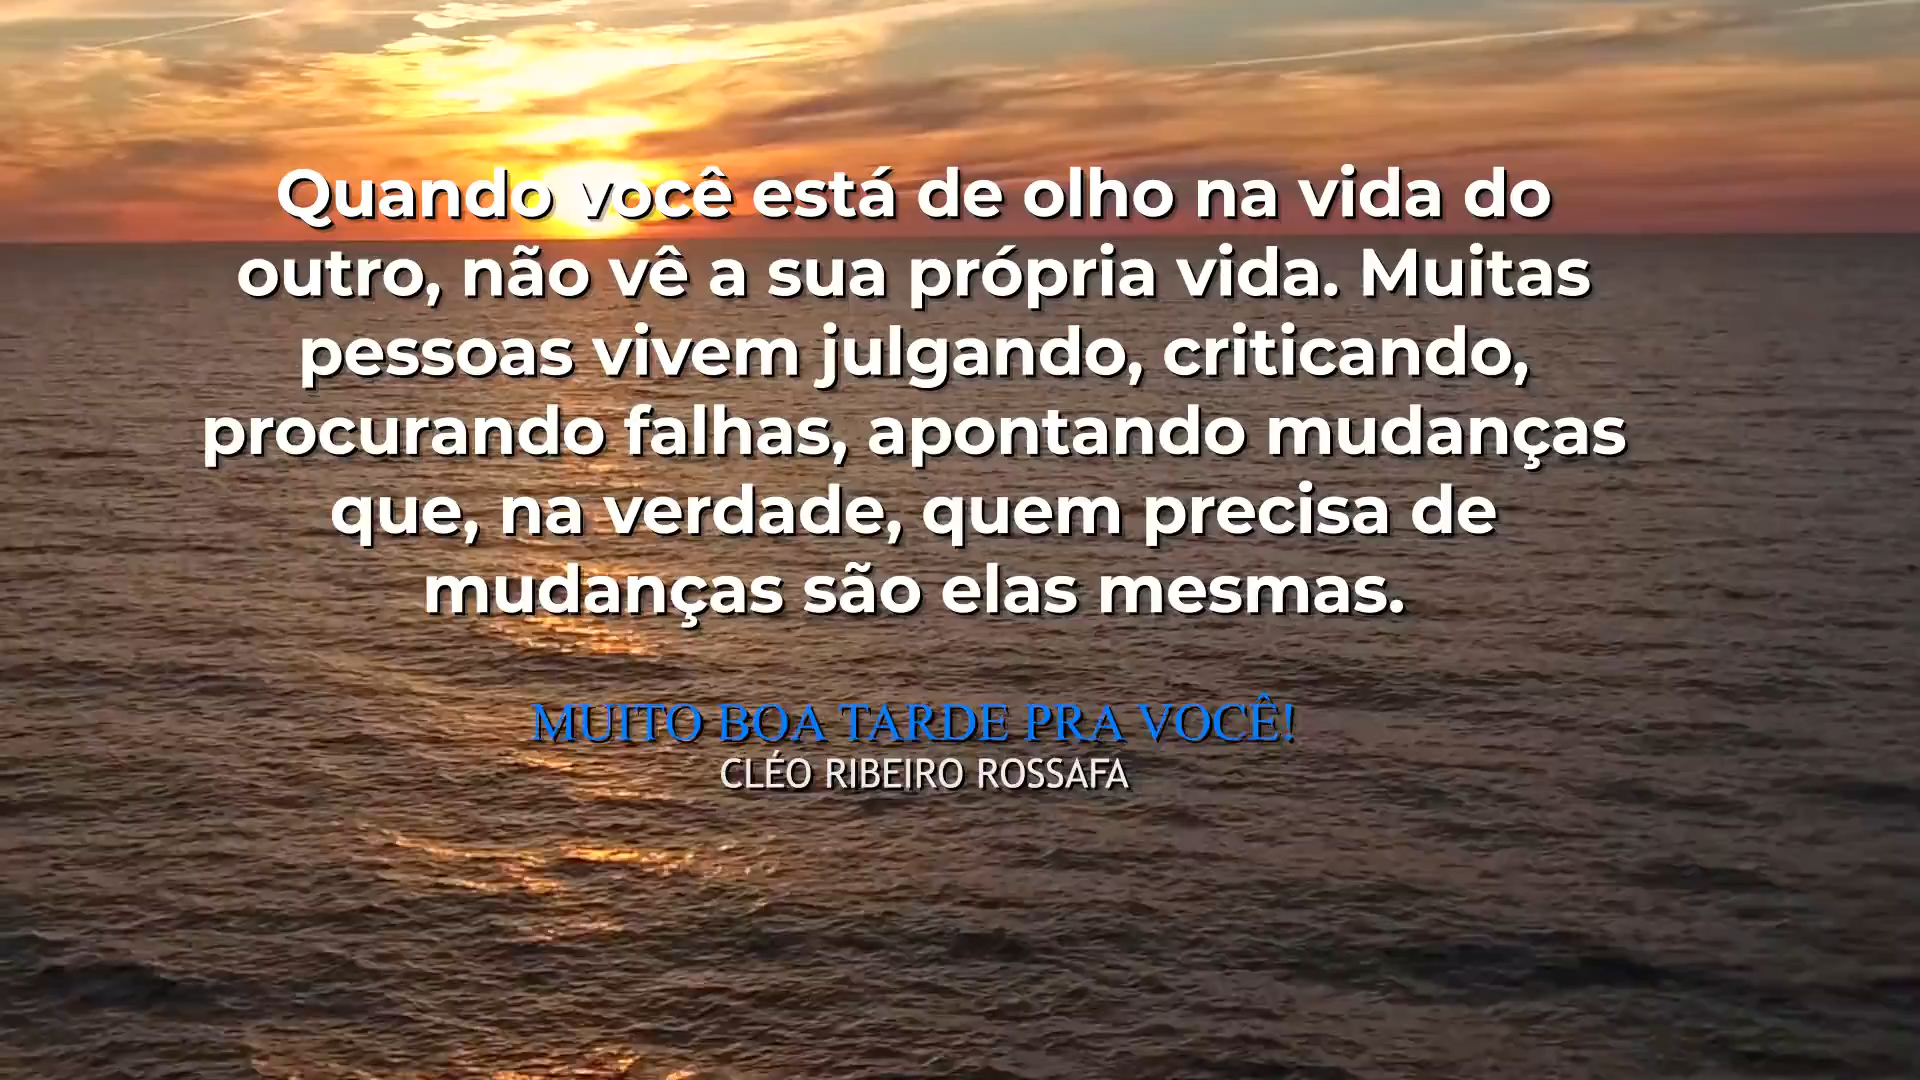 Quando você está de olho na vida do
outro, não vê a sua própria vida. Muitas
pessoas vivem julgando, criticando,
procurando falhas, apontando mudanças
que, na verdade, quem precisa de
mudanças são elas mesmas.
MUITO BOA TARDE PRA VOCÊ!
CLÉO RIBEIRO ROSSAFA